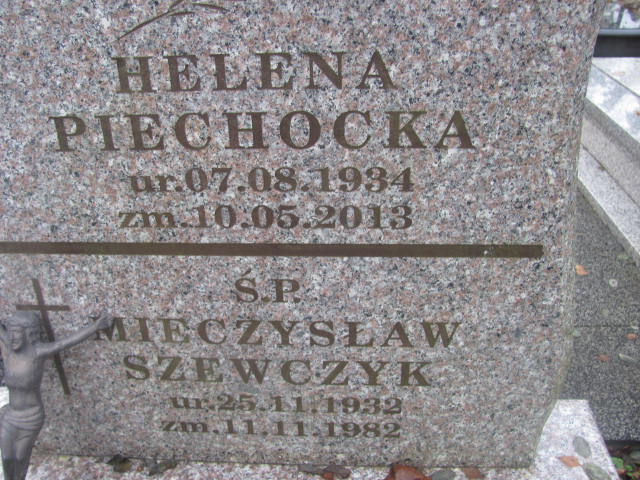 HELENA
PIECHOCKA
ur.07.08.1934
zm.10.05.2013
Ś.P.
MIECZYSŁAW
SZEWCZYK
ur.25.11.1932
zm.11.11.1982